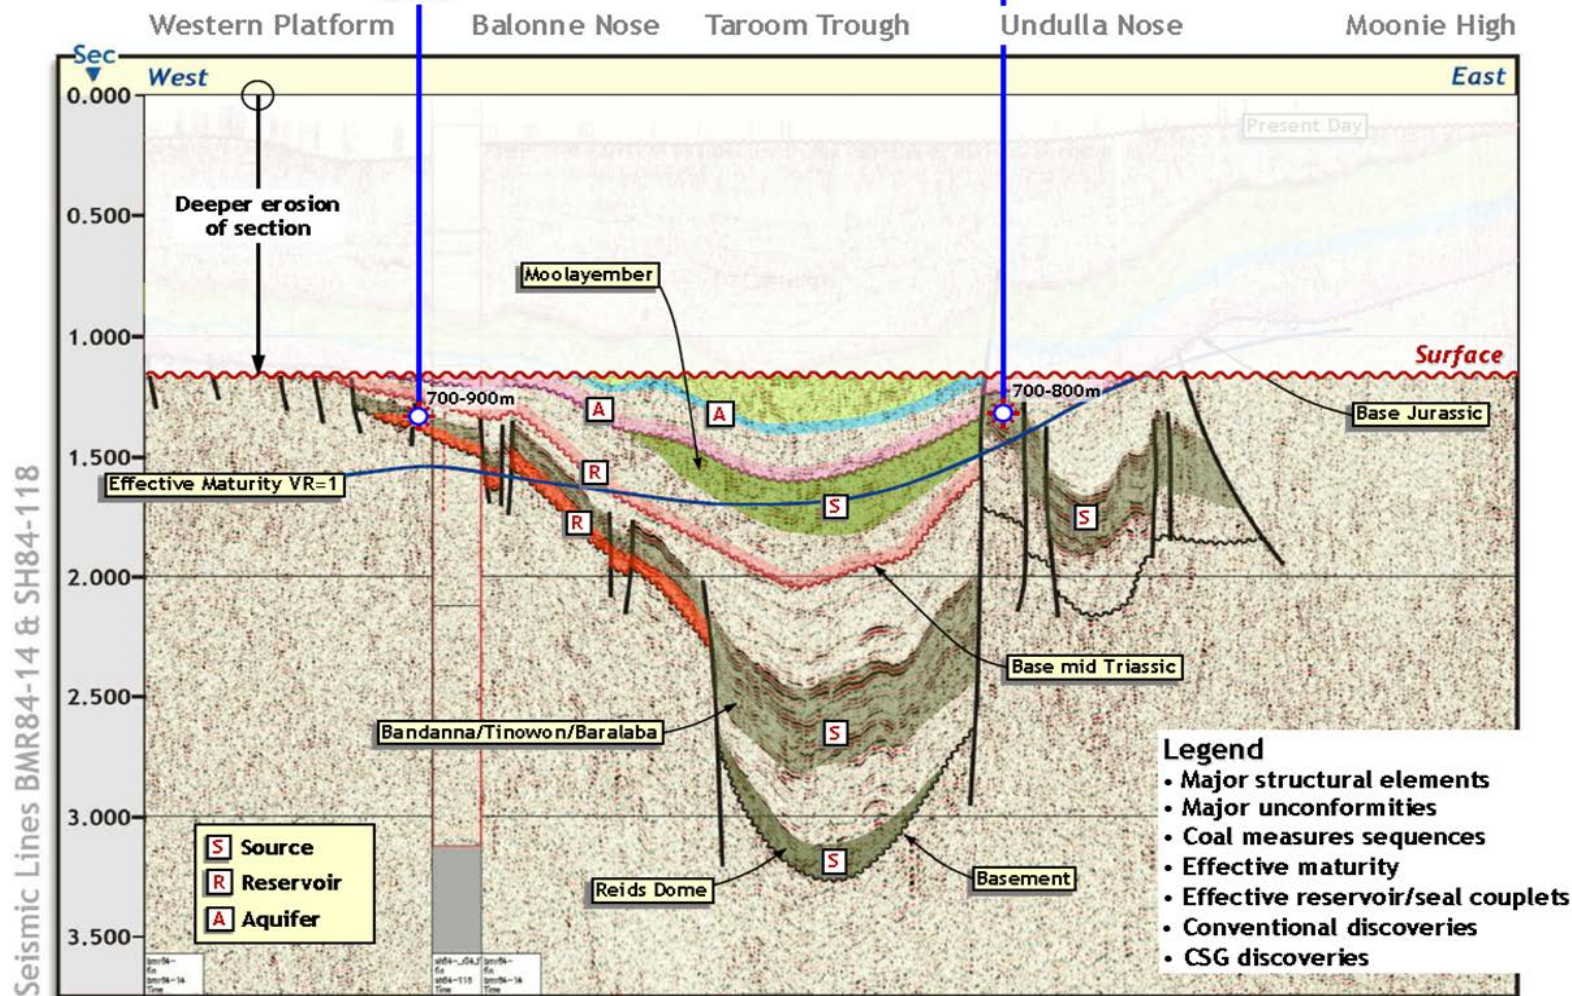 Western Platform
Balonne Nose
Taroom Trough
Undulla Nose
Moonie High
Sec
West
East
0.000
Present Day
Deeper erosion
of section
0.500
Moolayember
1.000
Surface
700-900m
700-800m
A
A
Base Jurassic
1.500
Effective Maturity VR=1
R
S
R
S
2.000
Base mid Triassic
2.500
Bandanna/Tinowon/Baralaba
S
3.000
S
Reids Dome
Basement
3.500
S Source
R Reservoir
A Aquifer
Legend
• Major structural elements
• Major unconformities
• Coal measures sequences
• Effective maturity
• Effective reservoir/seal couplets
• Conventional discoveries
• CSG discoveries
Seismic Lines BMR84-14 & SH84-118